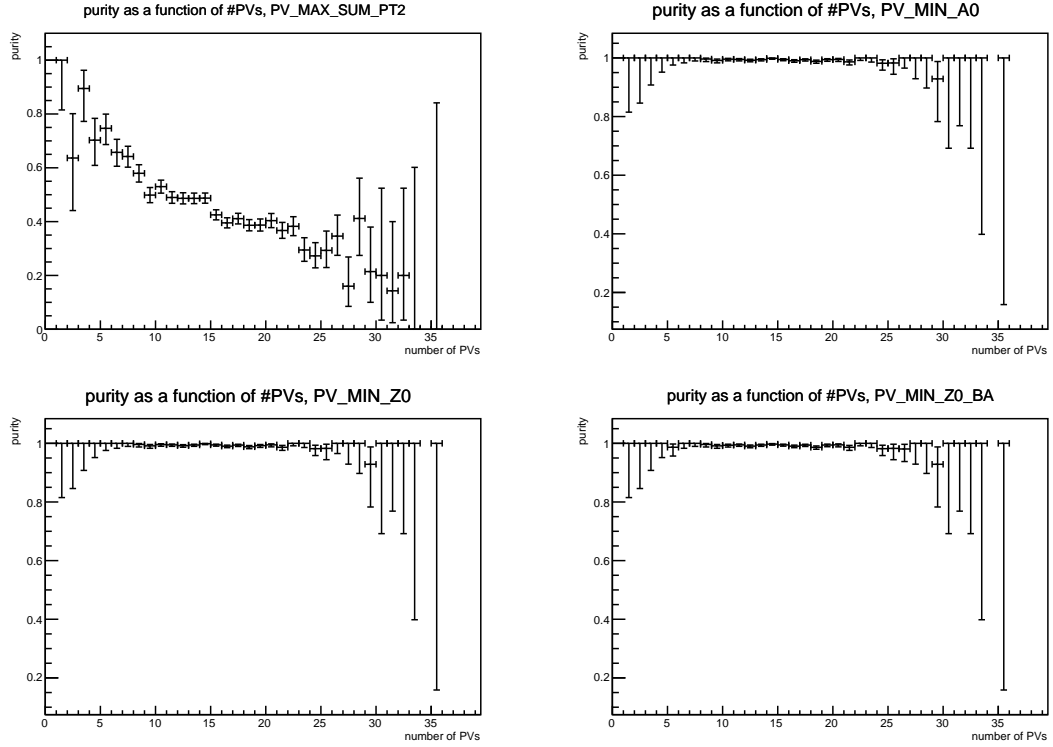 purity as a function of #PVs, PV_MAX_SUM_PT2
purity
1
0.8
0.6
0.4
0.2
0
0 5 10 15 20 25 30 35
number of PVs
purity as a function of #PVs, PV_MIN_A0
purity
1
0.8
0.6
0.4
0.2
0 5 10 15 20 25 30 35
number of PVs
purity as a function of #PVs, PV_MIN_Z0
purity
1
0.8
0.6
0.4
0.2
0 5 10 15 20 25 30 35
number of PVs
purity as a function of #PVs, PV_MIN_Z0_BA
purity
1
0.8
0.6
0.4
0.2
0 5 10 15 20 25 30 35
number of PVs